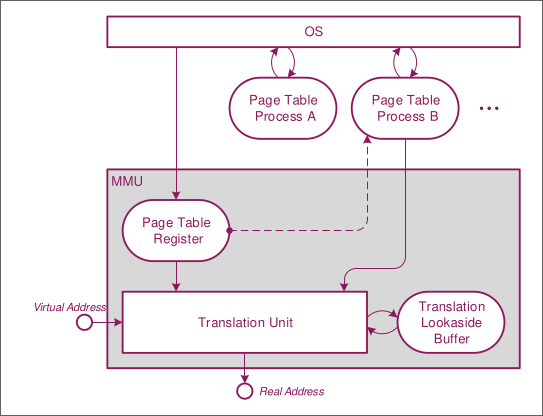 OS
Page Table
Process A
Page Table
Process B
...
MMU
Page Table
Register
Virtual Address
Translation Unit
Translation
Lookaside
Buffer
Real Address